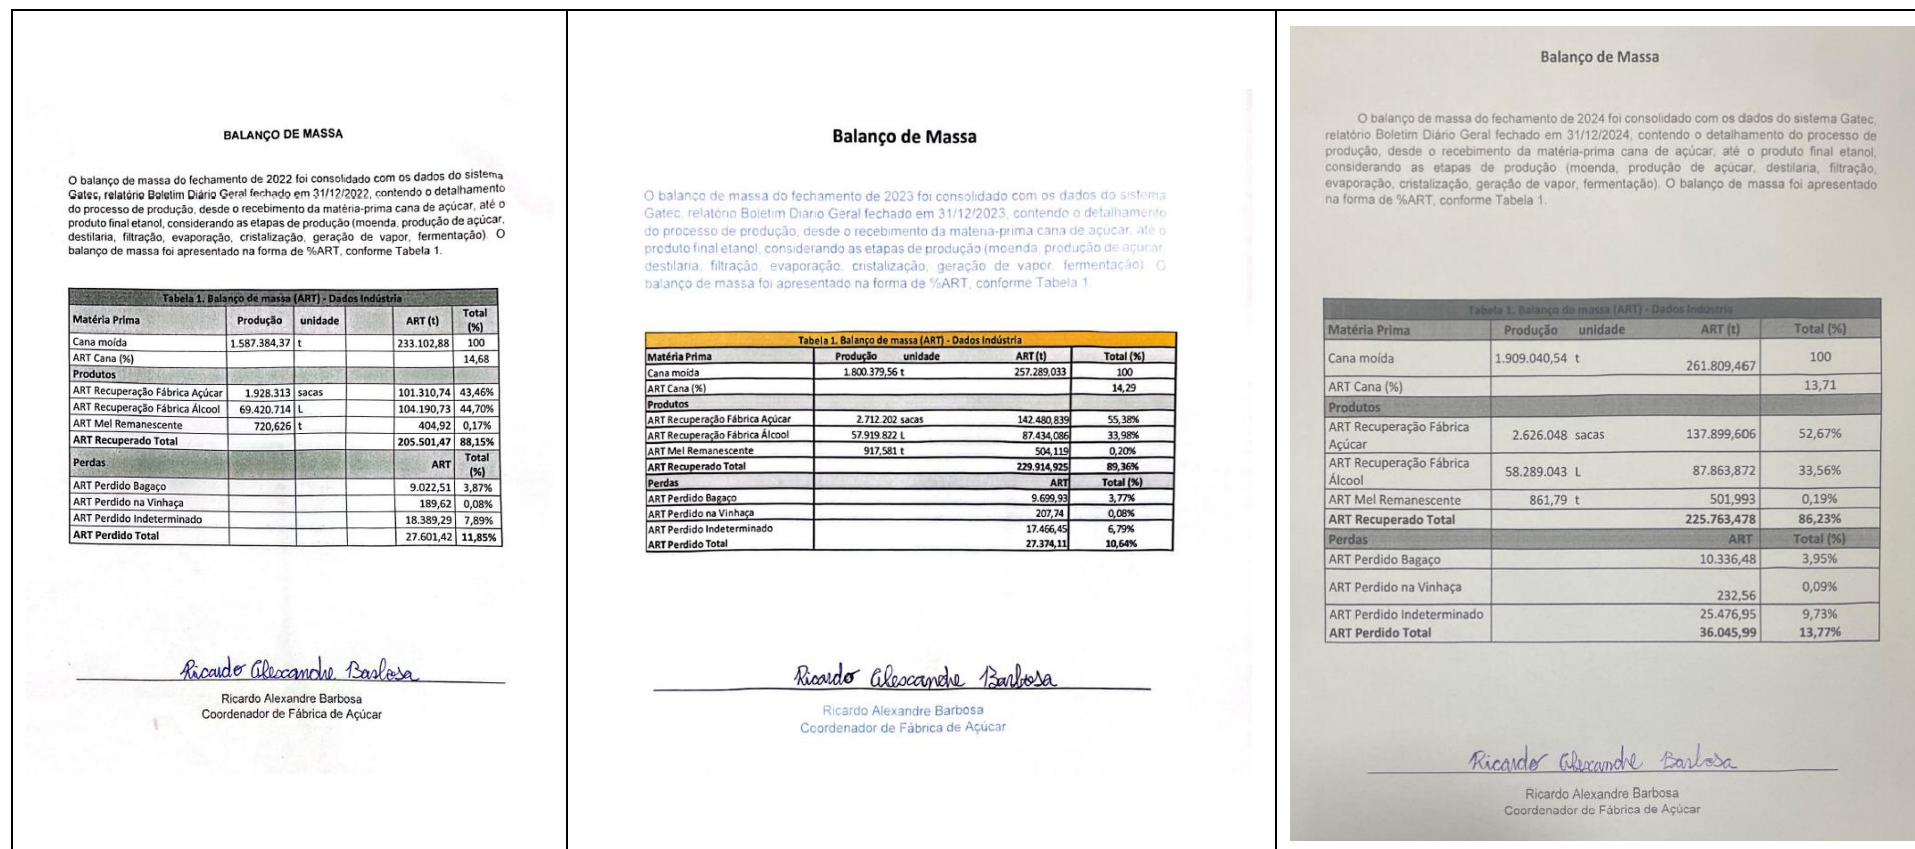 BALANÇO DE MASSA
O balanço de massa do fechamento de 2022 foi consolidado com os dados do sistema
Gatec, relatório Boletim Diário Geral fechado em 31/12/2022, contendo o detalhamento
do processo de produção, desde o recebimento da matéria-prima cana de açúcar, até o
produto final etanol, considerando as etapas de produção (moenda, produção de açúcar,
destilaria, filtração, evaporação, cristalização, geração de vapor, fermentação). O
balanço de massa foi apresentado na forma de %ART, conforme Tabela 1.
Tabela 1. Balanço de massa (ART) - Dados Indústria
Matéria Prima Produção unidade ART (t) Total (%)
Cana moída 1.587.384,37 t 233.102,88 100
ART Cana (%) 14,68
Produtos
ART Recuperação Fábrica Açúcar 1.928.313 sacas 101.310,74 43,46%
ART Recuperação Fábrica Álcool 69.420.714 L 104.190,73 44,70%
ART Mel Remanescente 720,626 t 404,92 0,17%
ART Recuperado Total 205.501,47 88,15%
Perdas ART Total (%)
ART Perdido Bagaço 9.022,51 3,87%
ART Perdido na Vinhaça 189,62 0,08%
ART Perdido Indeterminado 18.389,29 7,89%
ART Perdido Total 27.601,42 11,85%
Ricardo Alexandre Barbosa
Ricardo Alexandre Barbosa
Coordenador de Fábrica de Açúcar
Balanço de Massa
O balanço de massa do fechamento de 2023 foi consolidado com os dados do sistema
Gatec, relatório Boletim Diario Geral fechado em 31/12/2023, contendo o detalhamento
do processo de produção, desde o recebimento da materia-prima cana de açúcar, até o
produto final etanol, considerando as etapas de produção (moenda, produção de açucar,
destilaria, filtração, evaporação, cristalização, geração de vapor, fermentação). O
balanço de massa foi apresentado na forma de %ART, conforme Tabela 1.
Tabela 1. Balanço de massa (ART) - Dados Indústria
Matéria Prima Produção unidade ART(t) Total (%)
Cana moída 1.800.379,56 t 257.289,033 100
ART Cana (%) 14,29
Produtos
ART Recuperação Fábrica Açúcar 2.712.202 sacas 142.480,839 55,38%
ART Recuperação Fábrica Álcool 57.919.822 L 87.434,086 33,98%
ART Mel Remanescente 917,581 t 504,119 0,20%
ART Recuperado Total 229.914,925 89,36%
Perdas ART Total (%)
ART Perdido Bagaço 9.699,93 3,77%
ART Perdido na Vinhaça 207,74 0,08%
ART Perdido Indeterminado 17.466,45 6,79%
ART Perdido Total 27.374,11 10,64%
Ricardo Alexandre Barbosa
Ricardo Alexandre Barbosa
Coordenador de Fábrica de Açúcar
Balanço de Massa
O balanço de massa do fechamento de 2024 foi consolidado com os dados do sistema Gatec,
relatório Boletim Diário Geral fechado em 31/12/2024, contendo o detalhamento do processo de
produção, desde o recebimento da matéria-prima cana de açúcar, até o produto final etanol,
considerando as etapas de produção (moenda, produção de açúcar, destilaria, filtração,
evaporação, cristalização, geração de vapor, fermentação). O balanço de massa foi apresentado
na forma de %ART, conforme Tabela 1.
Tabela 1. Balanço de massa (ART) - Dados Indústria
Matéria Prima Produção unidade ART (t) Total (%)
Cana moída 1.909.040,54 t 261.809,467 100
ART Cana (%) 13,71
Produtos
ART Recuperação Fábrica
Açúcar 2.626.048 sacas 137.899,606 52,67%
ART Recuperação Fábrica
Álcool 58.289.043 L 87.863,872 33,56%
ART Mel Remanescente 861,79 t 501,993 0,19%
ART Recuperado Total 225.763,478 86,23%
Perdas ART Total (%)
ART Perdido Bagaço 10.336,48 3,95%
ART Perdido na Vinhaça 232,56 0,09%
ART Perdido Indeterminado 25.476,95 9,73%
ART Perdido Total 36.045,99 13,77%
Ricardo Alexandre Barbosa
Ricardo Alexandre Barbosa
Coordenador de Fábrica de Açúcar